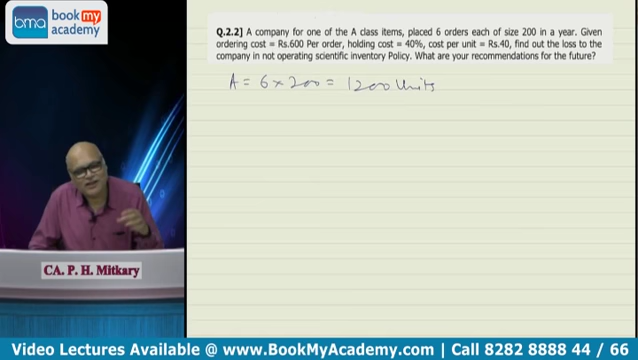 bma
book my
academy
Q.2.2] A company for one of the A class items, placed 6 orders each of size 200 in a year. Given
ordering cost = Rs.600 Per order, holding cost = 40%, cost per unit = Rs.40, find out the loss to the
company in not operating scientific inventory Policy. What are your recommendations for the future?
A = 6 x 200 = 1200 Units
CA. P. H. Mitkary
Video Lectures Available @ www.BookMyAcademy.com | Call 8282 8888 44 / 66